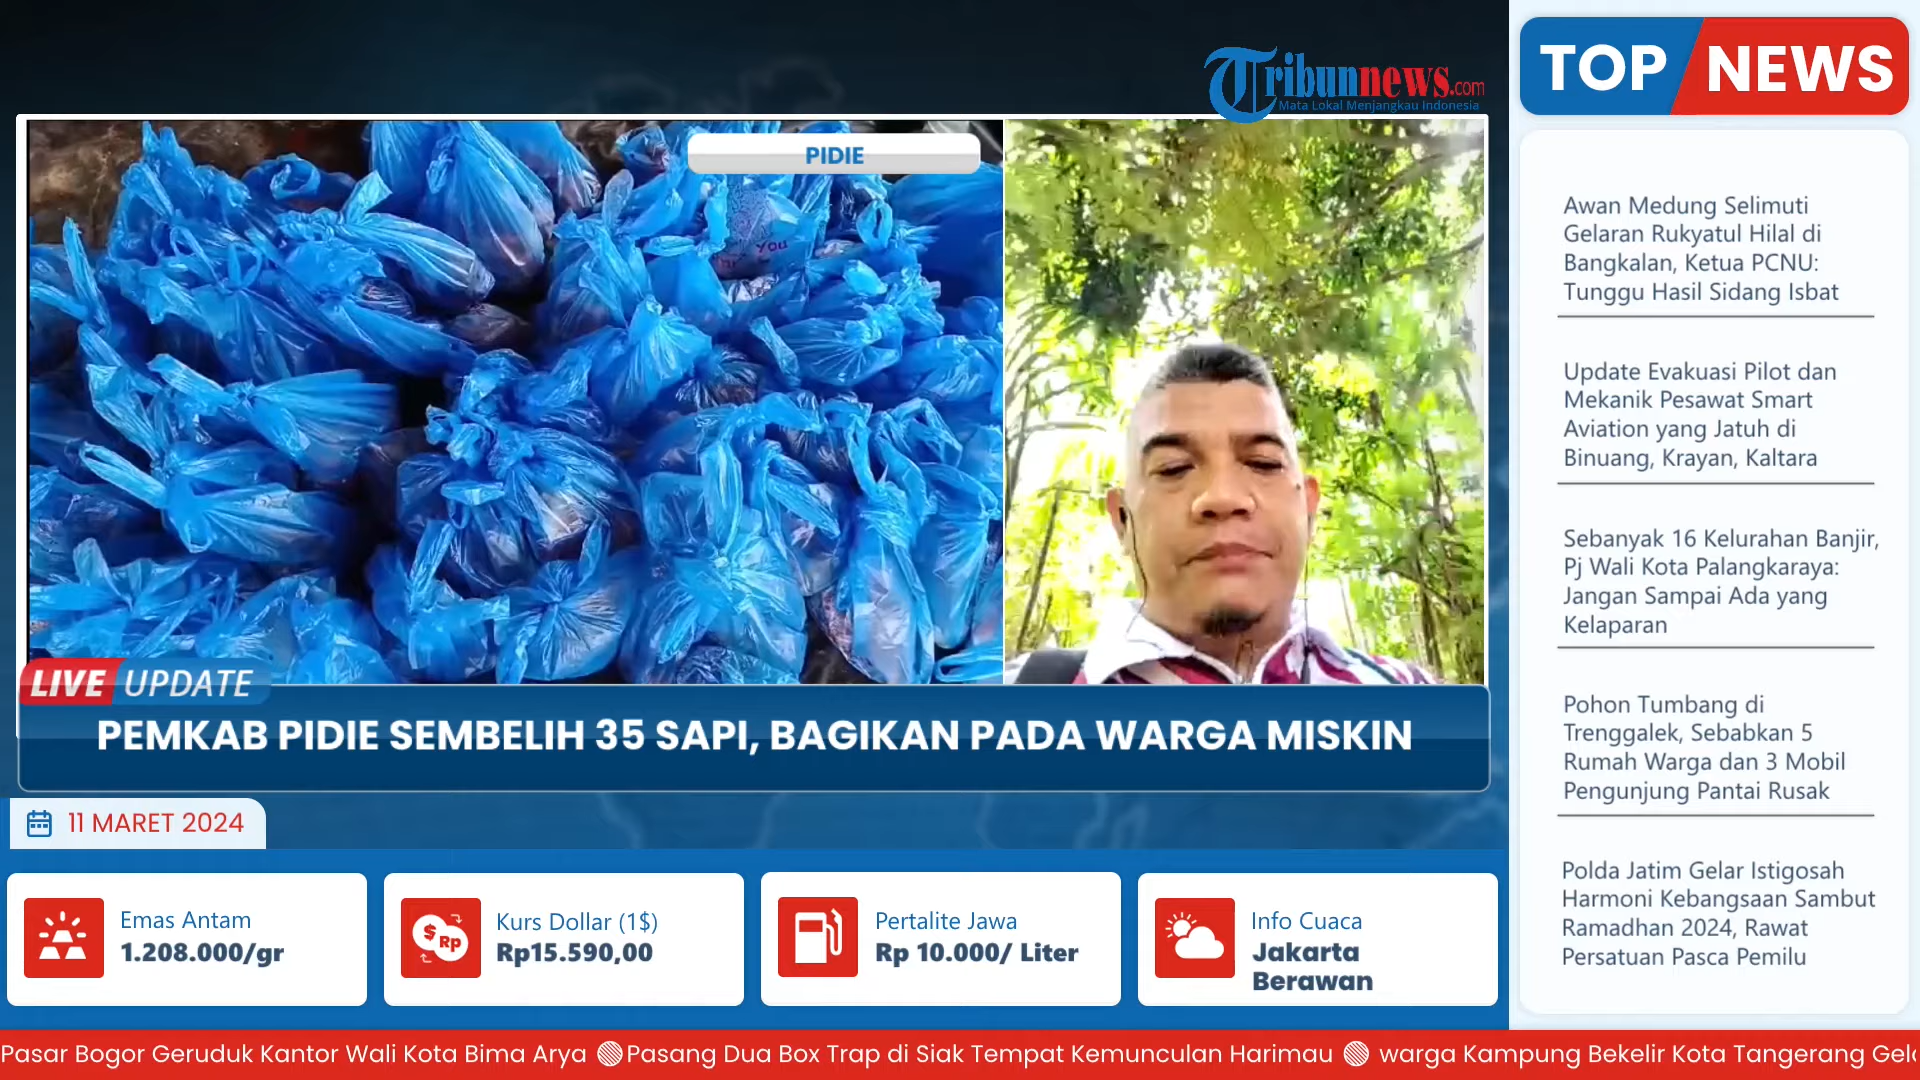 Tribunnews.com
Mata Lokal Menjangkau Indonesia
TOP NEWS
PIDIE
You
LIVE UPDATE
PEMKAB PIDIE SEMBELIH 35 SAPI, BAGIKAN PADA WARGA MISKIN
11 MARET 2024
Emas Antam
1.208.000/gr
Kurs Dollar (1$)
Rp15.590,00
Pertalite Jawa
Rp 10.000/ Liter
Info Cuaca
Jakarta
Berawan
Awan Medung Selimuti
Gelaran Rukyatul Hilal di
Bangkalan, Ketua PCNU:
Tunggu Hasil Sidang Isbat
Update Evakuasi Pilot dan
Mekanik Pesawat Smart
Aviation yang Jatuh di
Binuang, Krayan, Kaltara
Sebanyak 16 Kelurahan Banjir,
Pj Wali Kota Palangkaraya:
Jangan Sampai Ada yang
Kelaparan
Pohon Tumbang di
Trenggalek, Sebabkan 5
Rumah Warga dan 3 Mobil
Pengunjung Pantai Rusak
Polda Jatim Gelar Istigosah
Harmoni Kebangsaan Sambut
Ramadhan 2024, Rawat
Persatuan Pasca Pemilu
Pasar Bogor Geruduk Kantor Wali Kota Bima Arya Pasang Dua Box Trap di Siak Tempat Kemunculan Harimau warga Kampung Bekelir Kota Tangerang